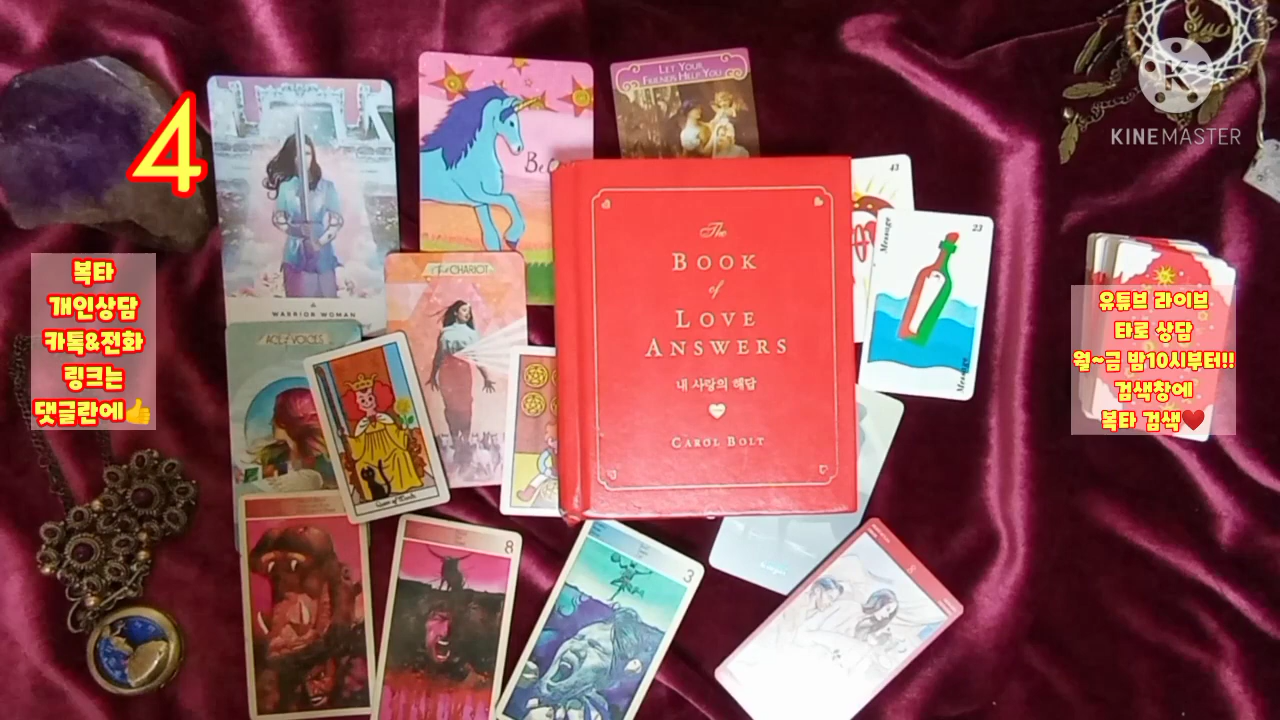 4
복타
개인상담
카톡&전화
링크는
댓글란에👍
WARRIOR WOMAN
ACE of VOICES
The CHARIOT
Queen of Wands
LET YOUR
FRIENDS HELP YOU
The
BOOK
of
LOVE
ANSWERS
내 사랑의 해답
CAROL BOLT
43
Message
23
Message
8
3
KINEMASTER
유튜브 라이브
타로 상담
월~금 밤10시부터!!
검색창에
복타 검색♥